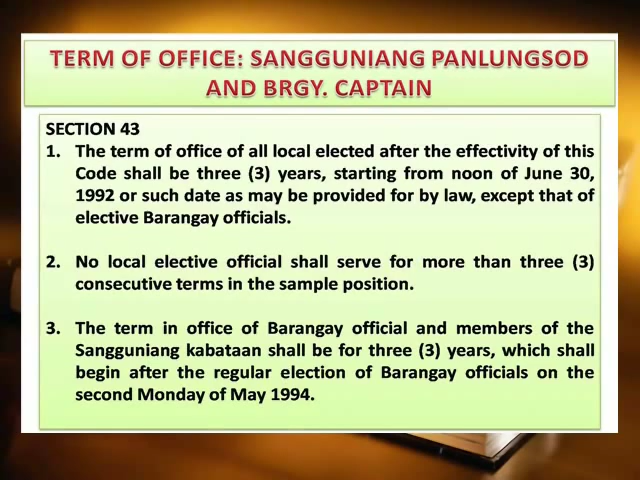 TERM OF OFFICE: SANGGUNIANG PANLUNGSOD
AND BRGY. CAPTAIN
SECTION 43
1. The term of office of all local elected after the effectivity of this
Code shall be three (3) years, starting from noon of June 30,
1992 or such date as may be provided for by law, except that of
elective Barangay officials.
2. No local elective official shall serve for more than three (3)
consecutive terms in the sample position.
3. The term in office of Barangay official and members of the
Sangguniang kabataan shall be for three (3) years, which shall
begin after the regular election of Barangay officials on the
second Monday of May 1994.